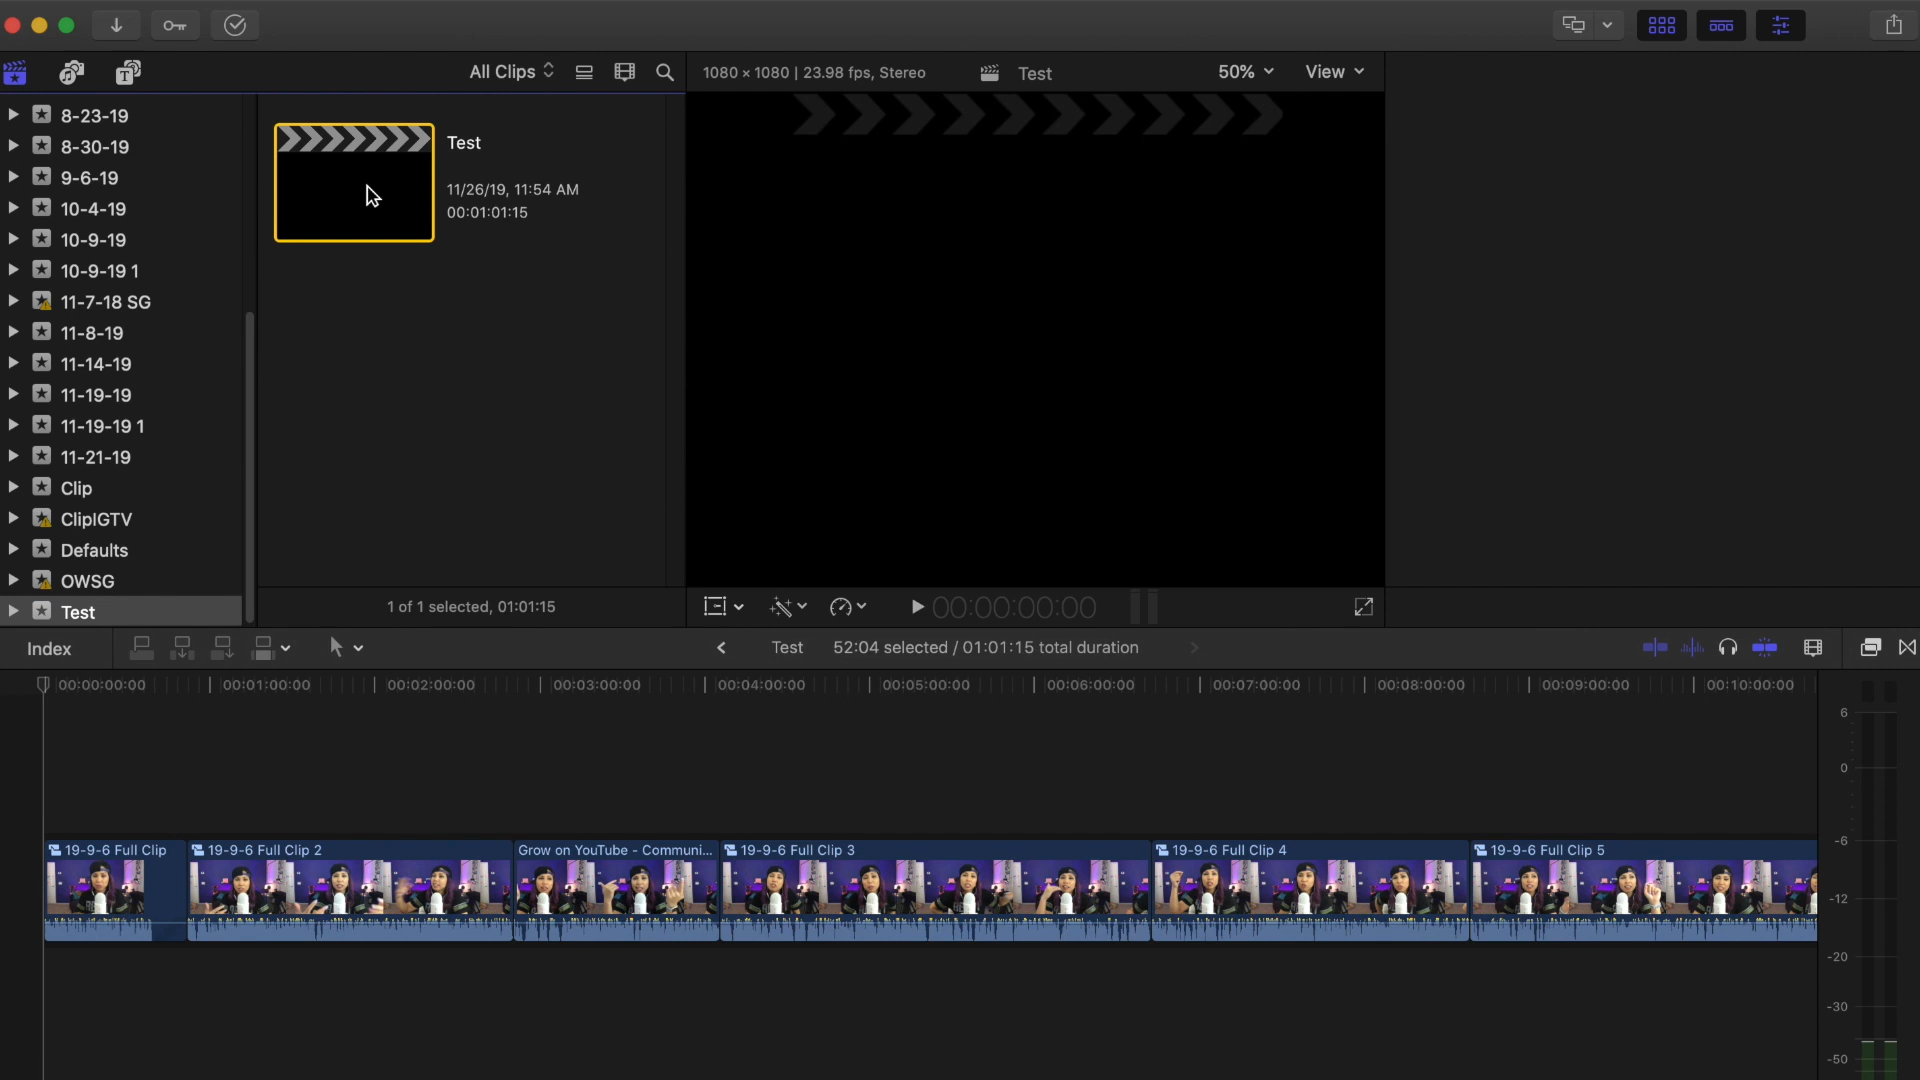 All Clips
1080 × 1080 | 23.98 fps, Stereo
Test
50%
View
8-23-19
8-30-19
9-6-19
10-4-19
10-9-19
10-9-19 1
11-7-18 SG
11-8-19
11-14-19
11-19-19
11-19-19 1
11-21-19
Clip
ClipIGTV
Defaults
OWSG
Test
Test
11/26/19, 11:54 AM
00:01:01:15
1 of 1 selected, 01:01:15
00:00:00:00
Index
Test
52:04 selected / 01:01:15 total duration
00:00:00:00
00:01:00:00
00:02:00:00
00:03:00:00
00:04:00:00
00:05:00:00
00:06:00:00
00:07:00:00
00:08:00:00
00:09:00:00
00:10:00:00
19-9-6 Full Clip
19-9-6 Full Clip 2
Grow on YouTube - Communi...
19-9-6 Full Clip 3
19-9-6 Full Clip 4
19-9-6 Full Clip 5
6
0
-6
-12
-20
-30
-50